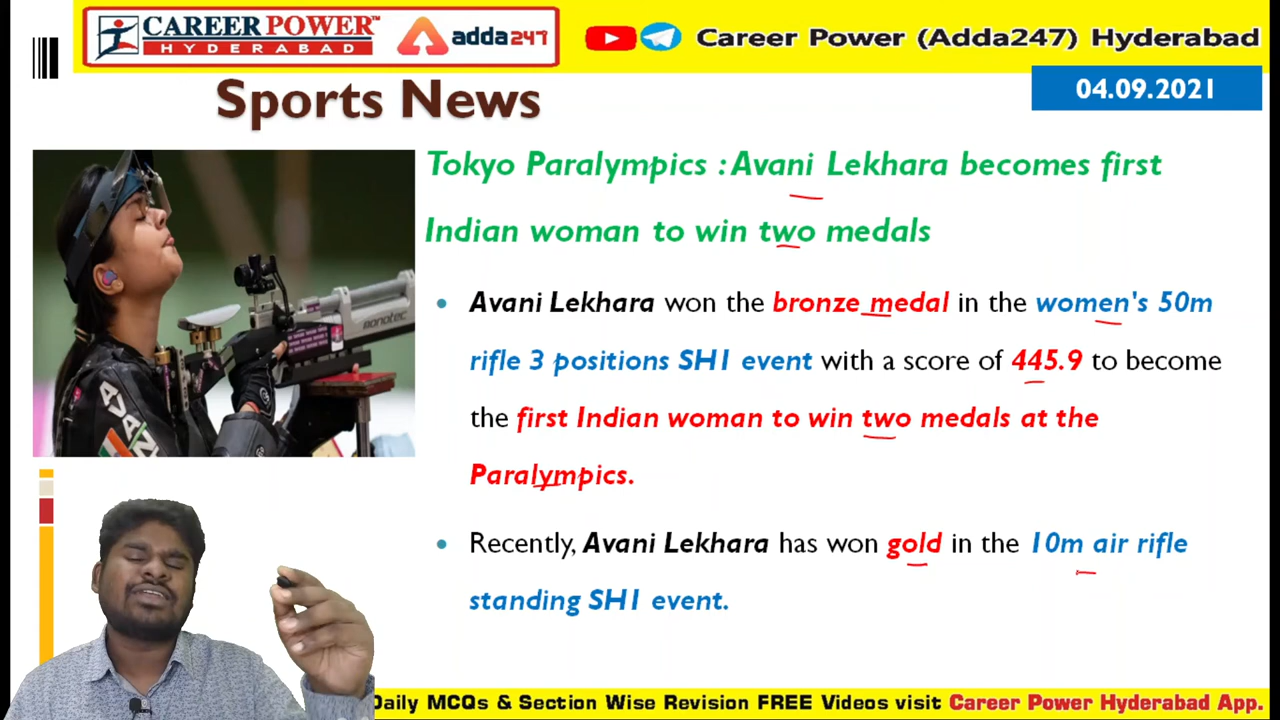 CAREER POWER™
HYDERABAD
adda247
Career Power (Adda247) Hyderabad
Sports News
04.09.2021
Tokyo Paralympics : Avani Lekhara becomes first
Indian woman to win two medals
• Avani Lekhara won the bronze medal in the women's 50m
rifle 3 positions SH1 event with a score of 445.9 to become
the first Indian woman to win two medals at the
Paralympics.
• Recently, Avani Lekhara has won gold in the 10m air rifle
standing SH1 event.
Daily MCQs & Section Wise Revision FREE Videos visit Career Power Hyderabad App.